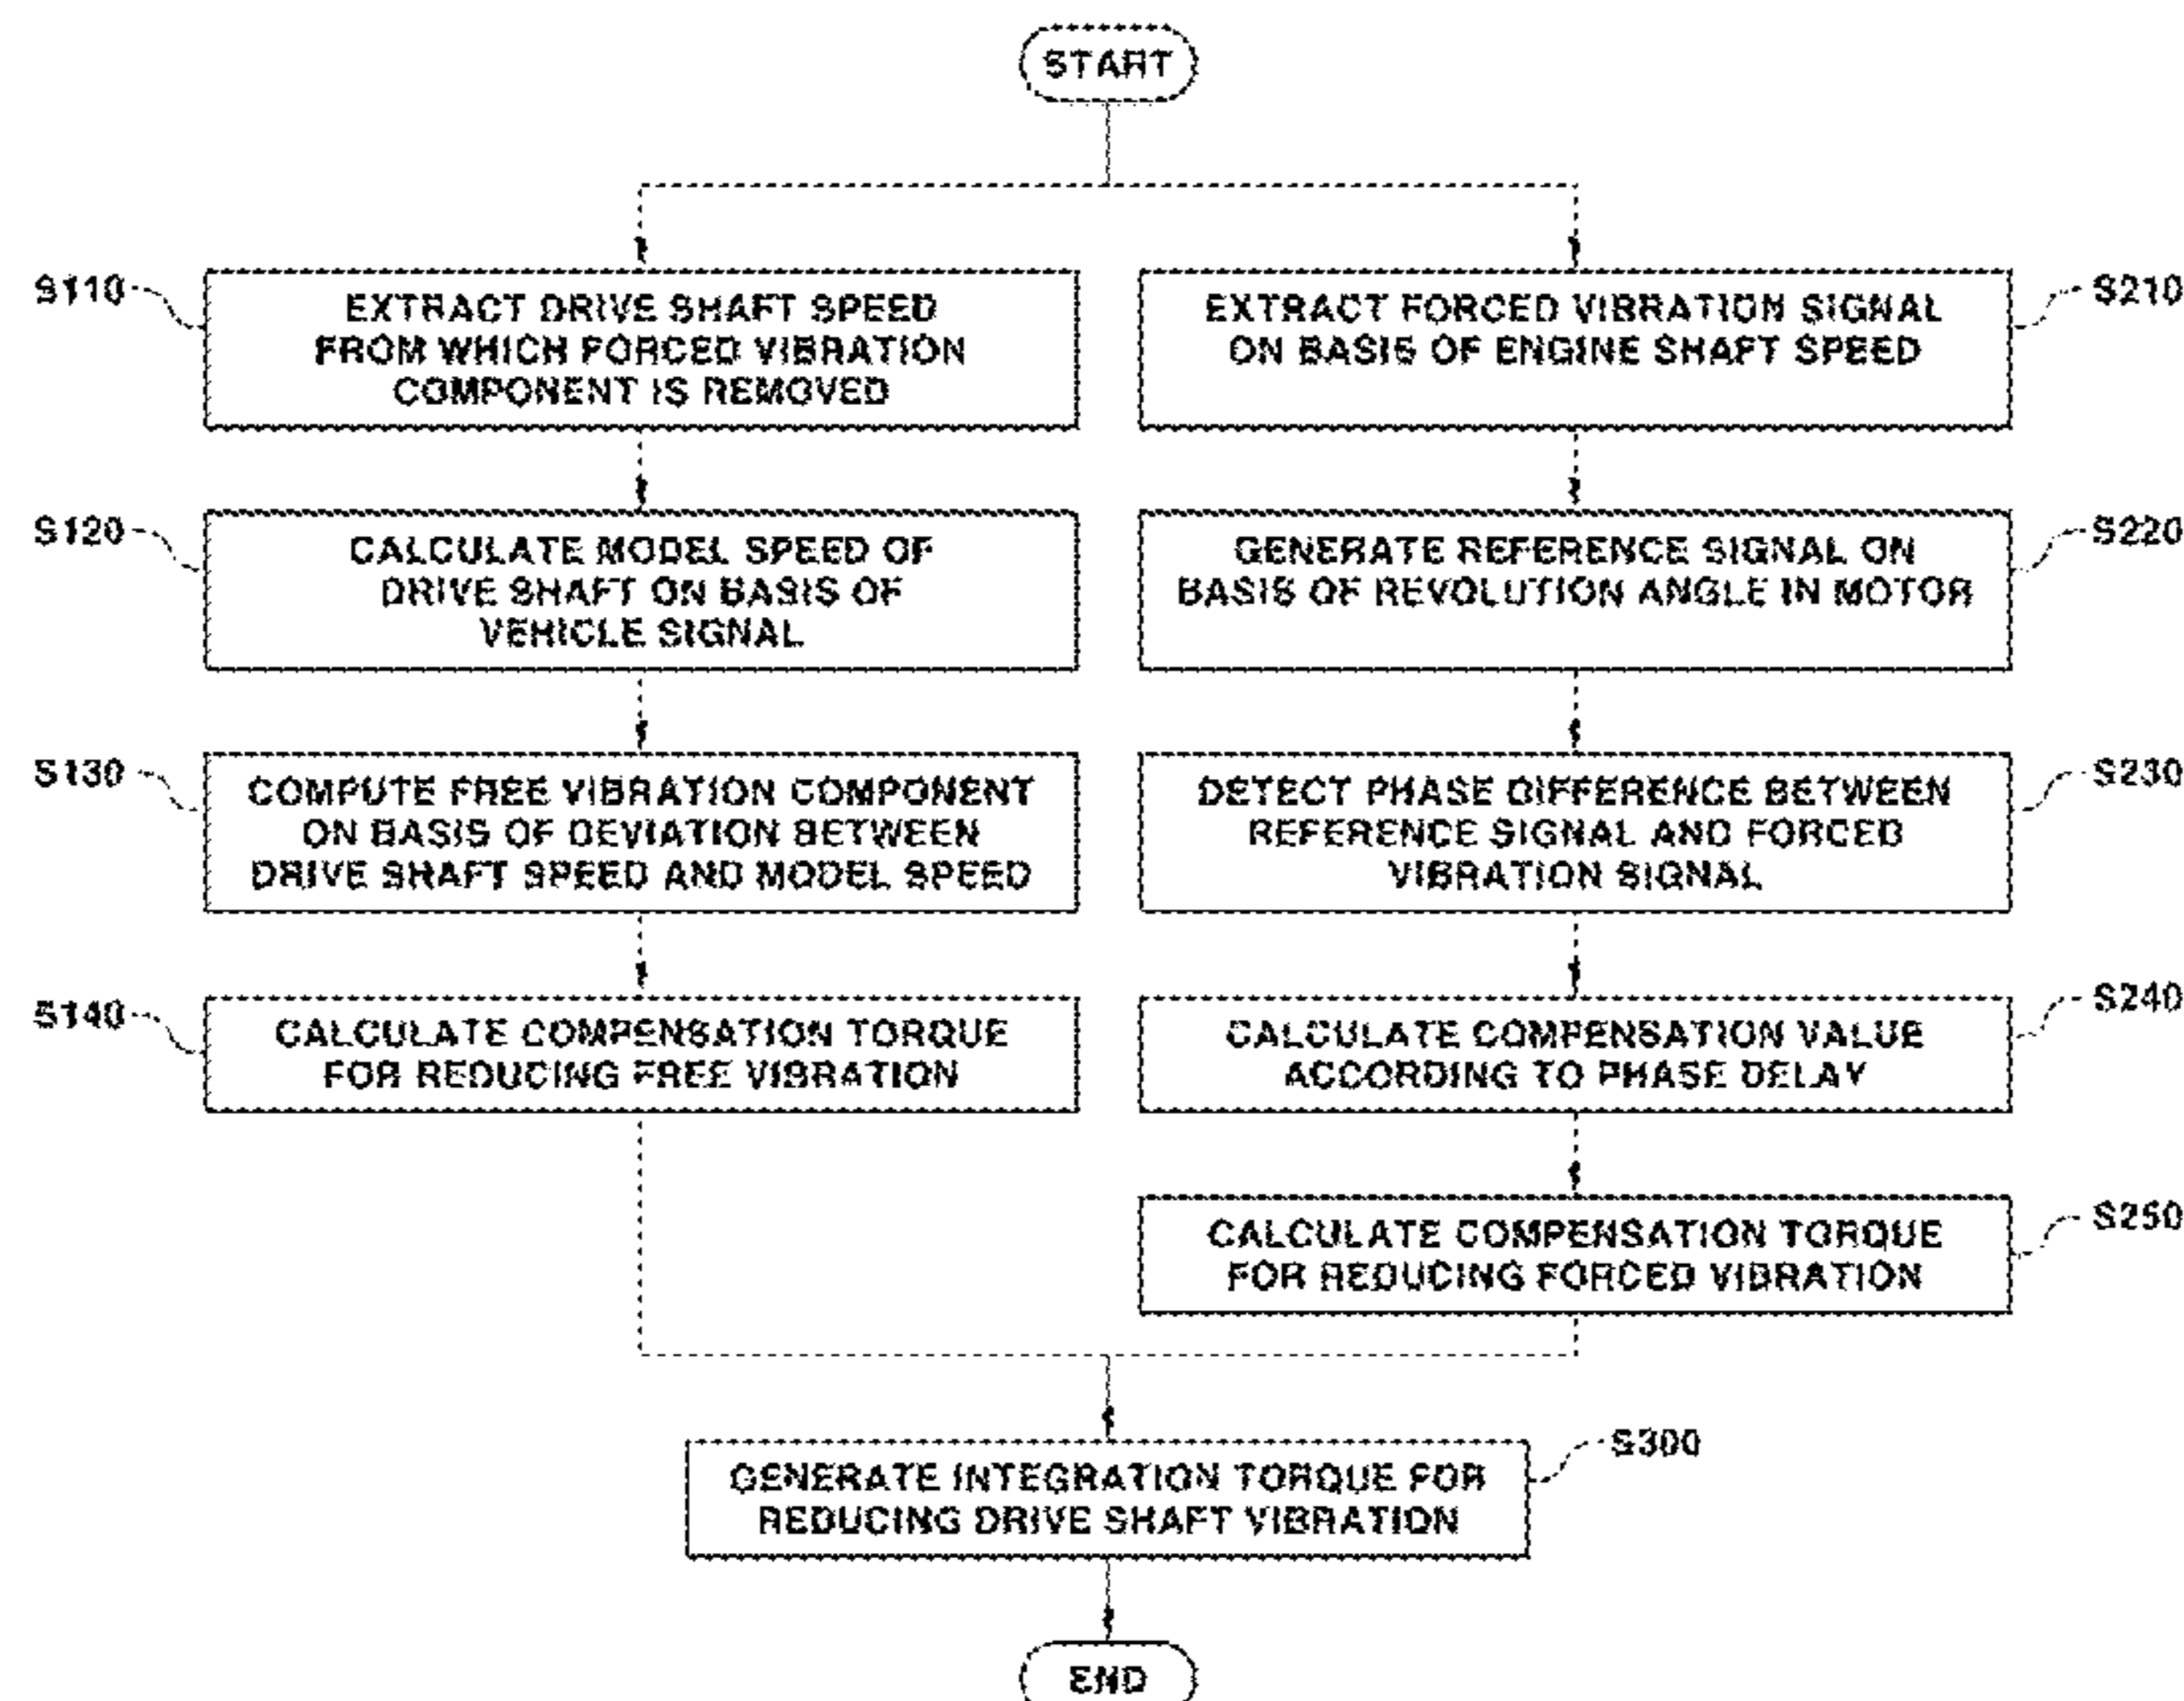 START
S110
EXTRACT DRIVE SHAFT SPEED
FROM WHICH FORCED VIBRATION
COMPONENT IS REMOVED
S210
EXTRACT FORCED VIBRATION SIGNAL
ON BASIS OF ENGINE SHAFT SPEED
S120
CALCULATE MODEL SPEED OF
DRIVE SHAFT ON BASIS OF
VEHICLE SIGNAL
S220
GENERATE REFERENCE SIGNAL ON
BASIS OF REVOLUTION ANGLE IN MOTOR
S130
COMPUTE FREE VIBRATION COMPONENT
ON BASIS OF DEVIATION BETWEEN
DRIVE SHAFT SPEED AND MODEL SPEED
S230
DETECT PHASE DIFFERENCE BETWEEN
REFERENCE SIGNAL AND FORCED
VIBRATION SIGNAL
S140
CALCULATE COMPENSATION TORQUE
FOR REDUCING FREE VIBRATION
S240
CALCULATE COMPENSATION VALUE
ACCORDING TO PHASE DELAY
S250
CALCULATE COMPENSATION TORQUE
FOR REDUCING FORCED VIBRATION
S300
GENERATE INTEGRATION TORQUE FOR
REDUCING DRIVE SHAFT VIBRATION
END